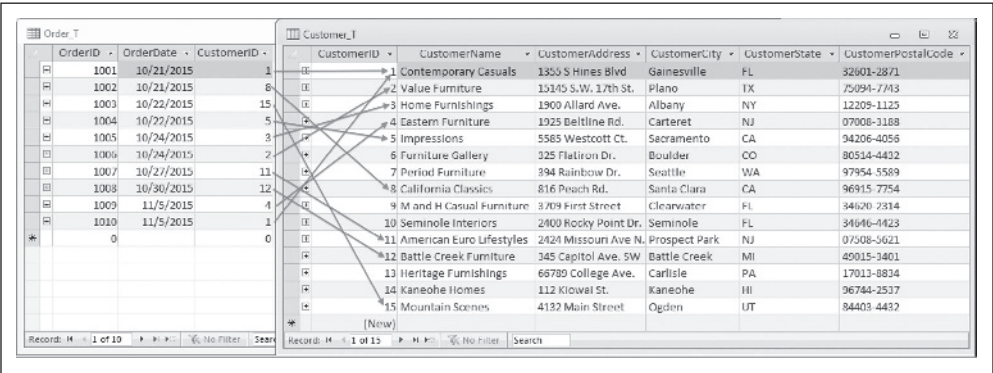 Order_T
OrderID OrderDate CustomerID
1001 10/21/2015 1
1002 10/21/2015 8
1003 10/22/2015 15
1004 10/22/2015 5
1005 10/24/2015 3
1006 10/24/2015 2
1007 10/27/2015 11
1008 10/30/2015 12
1009 11/5/2015 4
1010 11/5/2015 1
* 0 0
Record: 1 of 10 No Filter Sear
Customer_T
CustomerID CustomerName CustomerAddress CustomerCity CustomerState CustomerPostalCode
1 Contemporary Casuals 1355 S Hines Blvd Gainesville FL 32601-2871
2 Value Furniture 15145 S.W. 17th St. Plano TX 75094-7743
3 Home Furnishings 1900 Allard Ave. Albany NY 12209-1125
4 Eastern Furniture 1925 Beltline Rd. Carteret NJ 07008-3188
5 Impressions 5585 Westcott Ct. Sacramento CA 94206-4056
6 Furniture Gallery 325 Flatiron Dr. Boulder CO 80514-4432
7 Period Furniture 394 Rainbow Dr. Seattle WA 97954-5589
8 California Classics 816 Peach Rd. Santa Clara CA 96915-7754
9 M and H Casual Furniture 3709 First Street Clearwater FL 34620-2314
10 Seminole Interiors 2400 Rocky Point Dr. Seminole FL 34646-4423
11 American Euro Lifestyles 2424 Missouri Ave N. Prospect Park NJ 07508-5621
12 Battle Creek Furniture 345 Capitol Ave. SW Battle Creek MI 49015-3401
13 Heritage Furnishings 66789 College Ave. Carlisle PA 17013-8834
14 Kaneohe Homes 112 Kiowai St. Kaneohe HI 96744-2537
15 Mountain Scenes 4132 Main Street Ogden UT 84403-4432
* (New)
Record: 1 of 15 No Filter Search